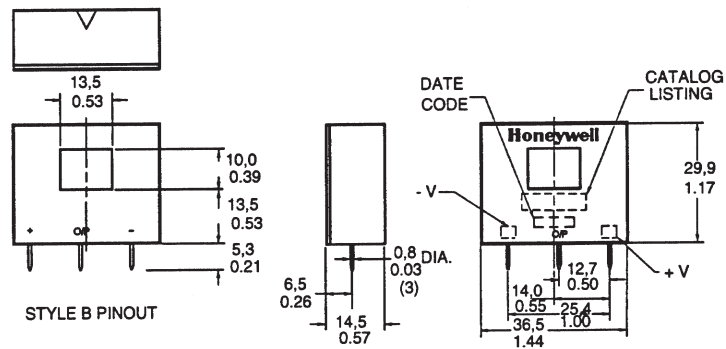 13,5
0.53
10,0
0.39
13,5
0.53
5,3
0.21
+ O/P -
STYLE B PINOUT
6,5
0.26
14,5
0.57
0,8
0.03
DIA.
(3)
DATE
CODE
CATALOG
LISTING
Honeywell
29,9
1.17
- V
O/P
+ V
12,7
0.50
14,0
0.55
25,4
1.00
36,5
1.44